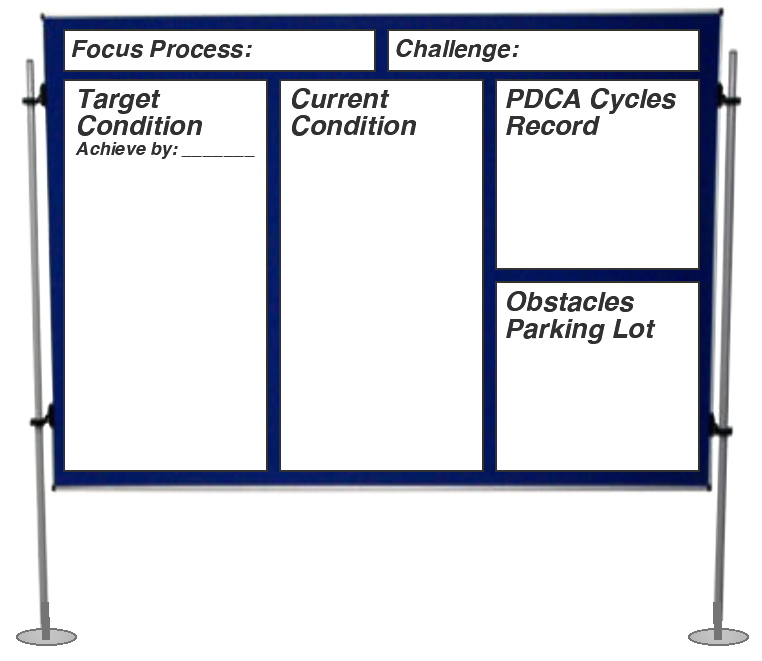 Focus Process:
Challenge:
Target
Condition
Achieve by: _______
Current
Condition
PDCA Cycles
Record
Obstacles
Parking Lot